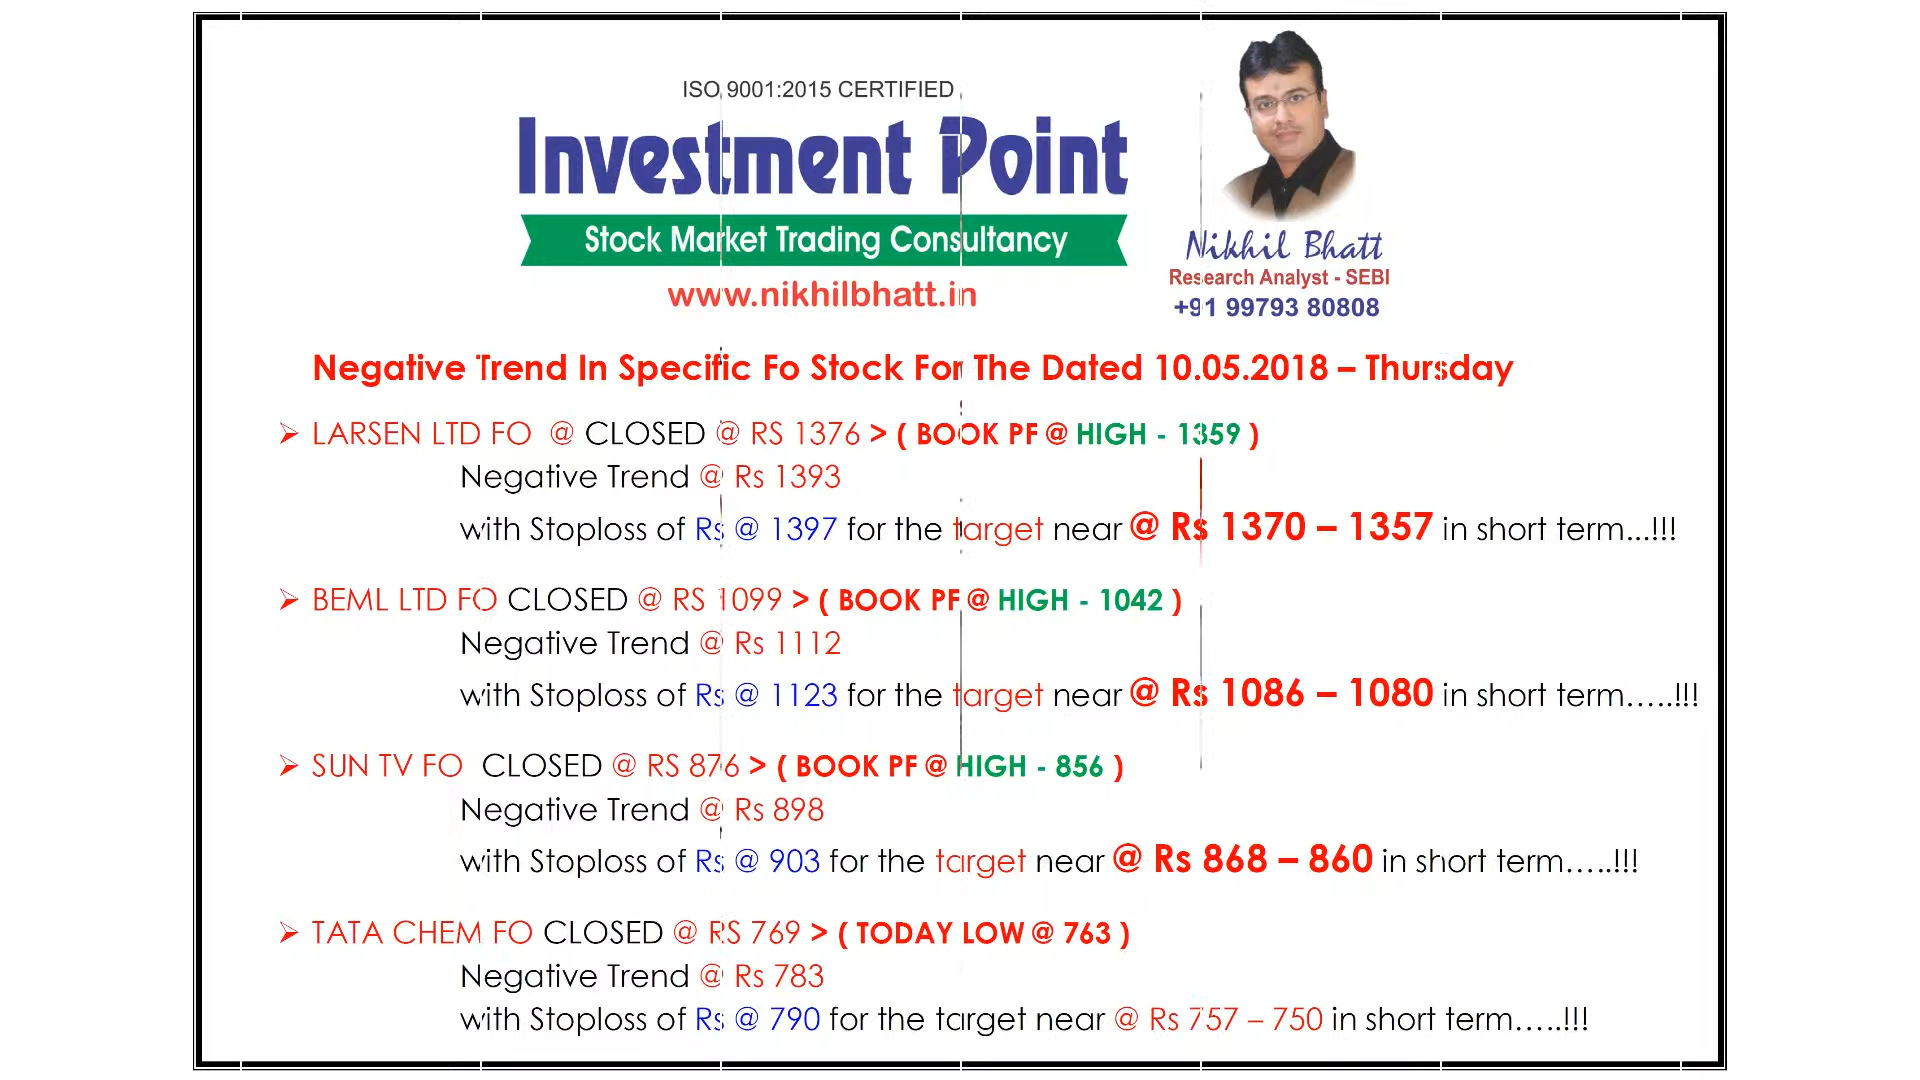 ISO 9001:2015 CERTIFIED
Investment Point
Stock Market Trading Consultancy
www.nikhilbhatt.in
Nikhil Bhatt
Research Analyst - SEBI
+91 99793 80808
Negative Trend In Specific Fo Stock For The Dated 10.05.2018 – Thursday
➢ LARSEN LTD FO @ CLOSED @ RS 1376 > ( BOOK PF @ HIGH - 1359 )
Negative Trend @ Rs 1393
with Stoploss of Rs @ 1397 for the target near @ Rs 1370 – 1357 in short term...!!!
➢ BEML LTD FO CLOSED @ RS 1099 > ( BOOK PF @ HIGH - 1042 )
Negative Trend @ Rs 1112
with Stoploss of Rs @ 1123 for the target near @ Rs 1086 – 1080 in short term…..!!!
➢ SUN TV FO CLOSED @ RS 876 > ( BOOK PF @ HIGH - 856 )
Negative Trend @ Rs 898
with Stoploss of Rs @ 903 for the target near @ Rs 868 – 860 in short term…..!!!
➢ TATA CHEM FO CLOSED @ RS 769 > ( TODAY LOW @ 763 )
Negative Trend @ Rs 783
with Stoploss of Rs @ 790 for the target near @ Rs 757 – 750 in short term…..!!!